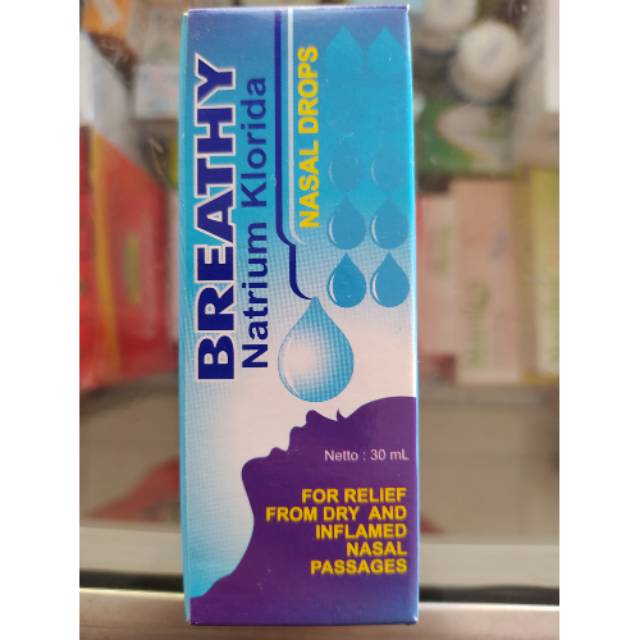 BREATHY
Natrium Klorida
NASAL DROPS
Netto : 30 mL
FOR RELIEF
FROM DRY AND
INFLAMED
NASAL
PASSAGES